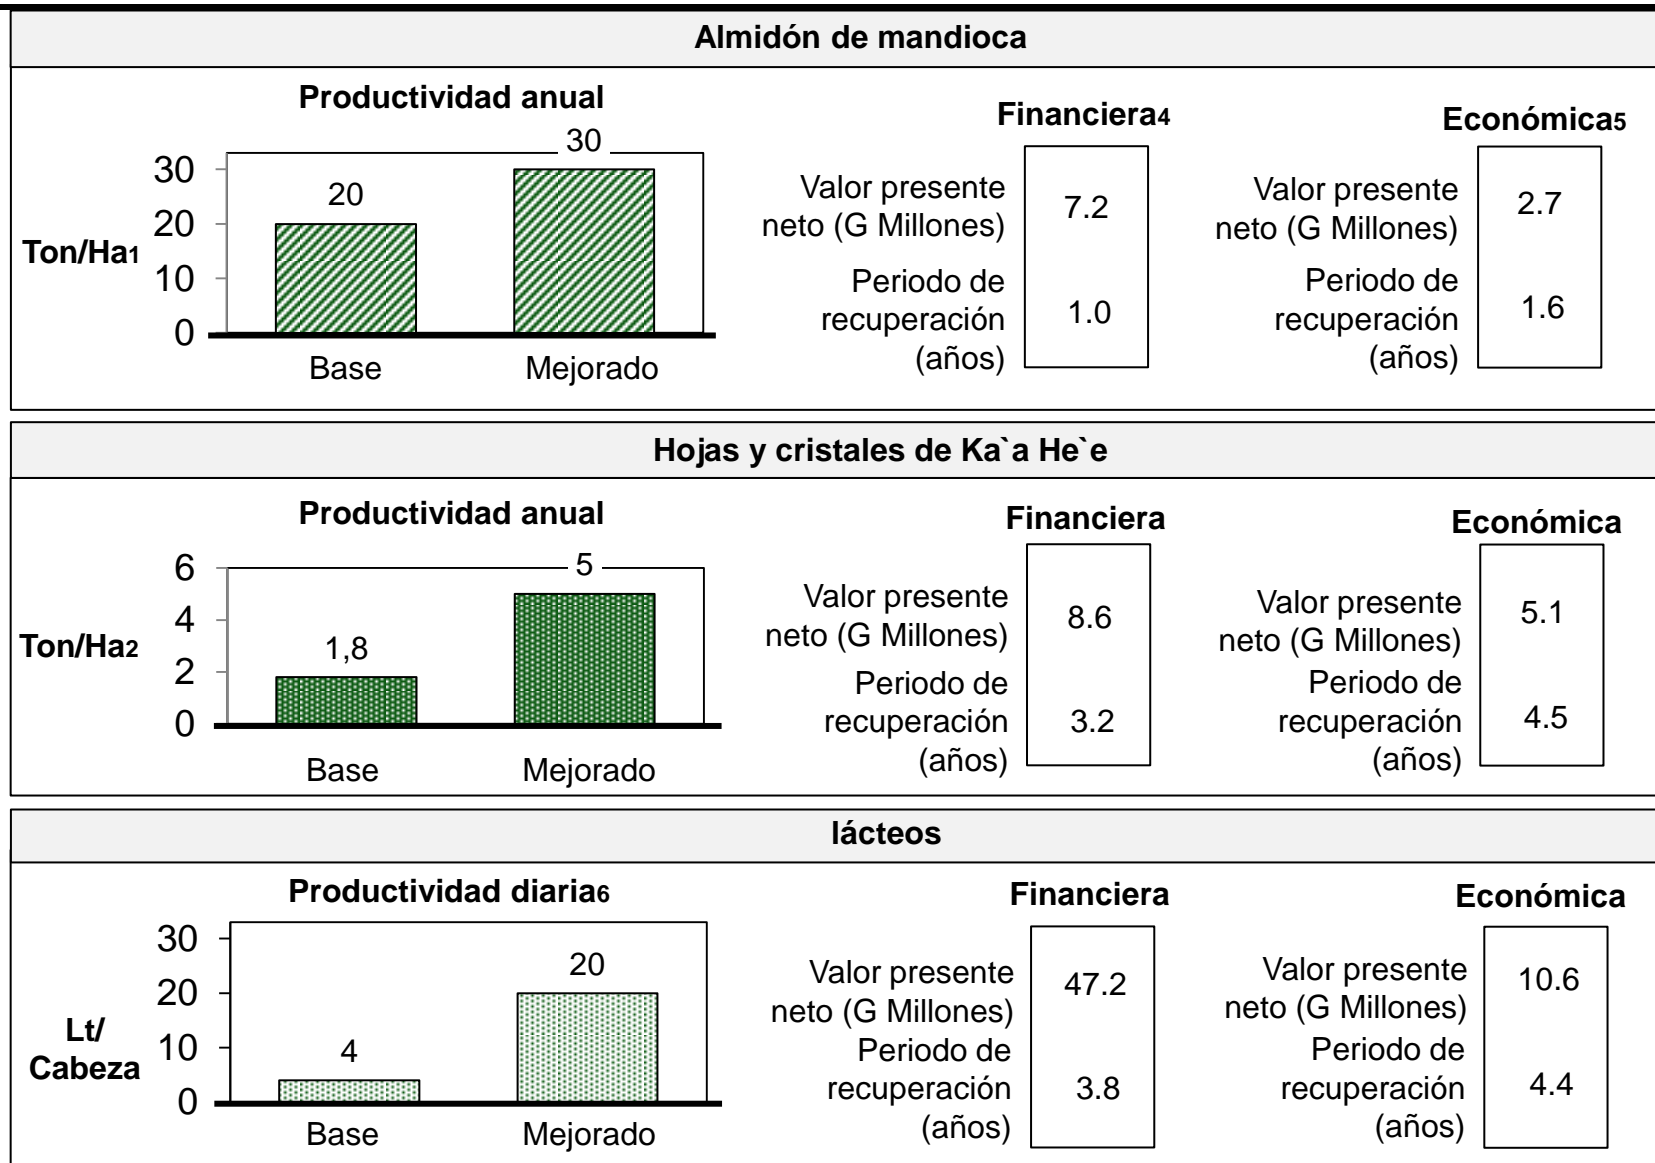 Almidón de mandioca
Productividad anual
Ton/Ha1
30
20
10
0
20
30
Base
Mejorado
Financiera4
Valor presente
neto (G Millones)
7.2
Periodo de
recuperación
(años)
1.0
Económica5
Valor presente
neto (G Millones)
2.7
Periodo de
recuperación
(años)
1.6
Hojas y cristales de Ka`a He`e
Productividad anual
Ton/Ha2
6
4
2
0
1,8
5
Base
Mejorado
Financiera
Valor presente
neto (G Millones)
8.6
Periodo de
recuperación
(años)
3.2
Económica
Valor presente
neto (G Millones)
5.1
Periodo de
recuperación
(años)
4.5
lácteos
Productividad diaria6
Lt/
Cabeza
30
20
10
0
4
20
Base
Mejorado
Financiera
Valor presente
neto (G Millones)
47.2
Periodo de
recuperación
(años)
3.8
Económica
Valor presente
neto (G Millones)
10.6
Periodo de
recuperación
(años)
4.4